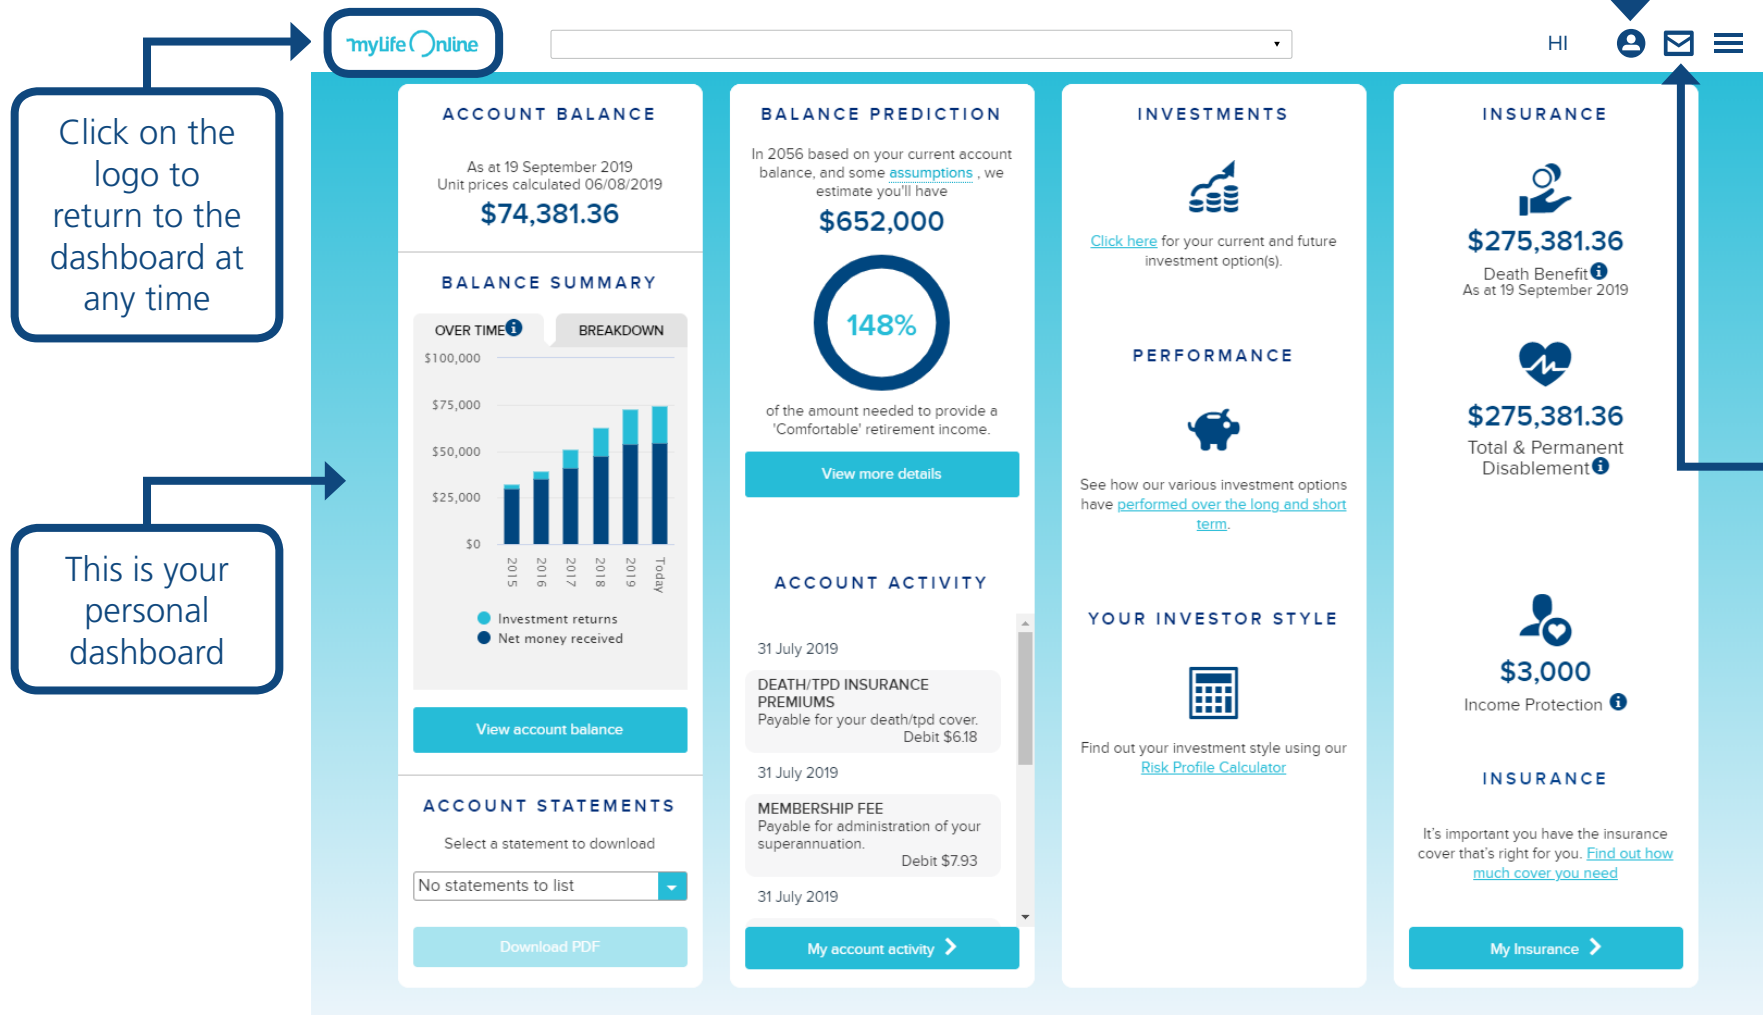 mylifeOnline
HI
Click on the
logo to
return to the
dashboard at
any time
This is your
personal
dashboard
ACCOUNT BALANCE
As at 19 September 2019
Unit prices calculated 06/08/2019
$74,381.36
BALANCE SUMMARY
OVER TIME
BREAKDOWN
$100,000
$75,000
$50,000
$25,000
$0
2015
2016
2017
2018
2019
Today
Investment returns
Net money received
View account balance
ACCOUNT STATEMENTS
Select a statement to download
No statements to list
Download PDF
BALANCE PREDICTION
In 2056 based on your current account
balance, and some assumptions , we
estimate you'll have
$652,000
148%
of the amount needed to provide a
'Comfortable' retirement income.
View more details
ACCOUNT ACTIVITY
31 July 2019
DEATH/TPD INSURANCE
PREMIUMS
Payable for your death/tpd cover.
Debit $6.18
31 July 2019
MEMBERSHIP FEE
Payable for administration of your
superannuation.
Debit $7.93
31 July 2019
My account activity
INVESTMENTS
Click here for your current and future
investment option(s).
PERFORMANCE
See how our various investment options
have performed over the long and short
term.
YOUR INVESTOR STYLE
Find out your investment style using our
Risk Profile Calculator
INSURANCE
$275,381.36
Death Benefit
As at 19 September 2019
$275,381.36
Total & Permanent
Disablement
$3,000
Income Protection
INSURANCE
It's important you have the insurance
cover that's right for you. Find out how
much cover you need
My Insurance